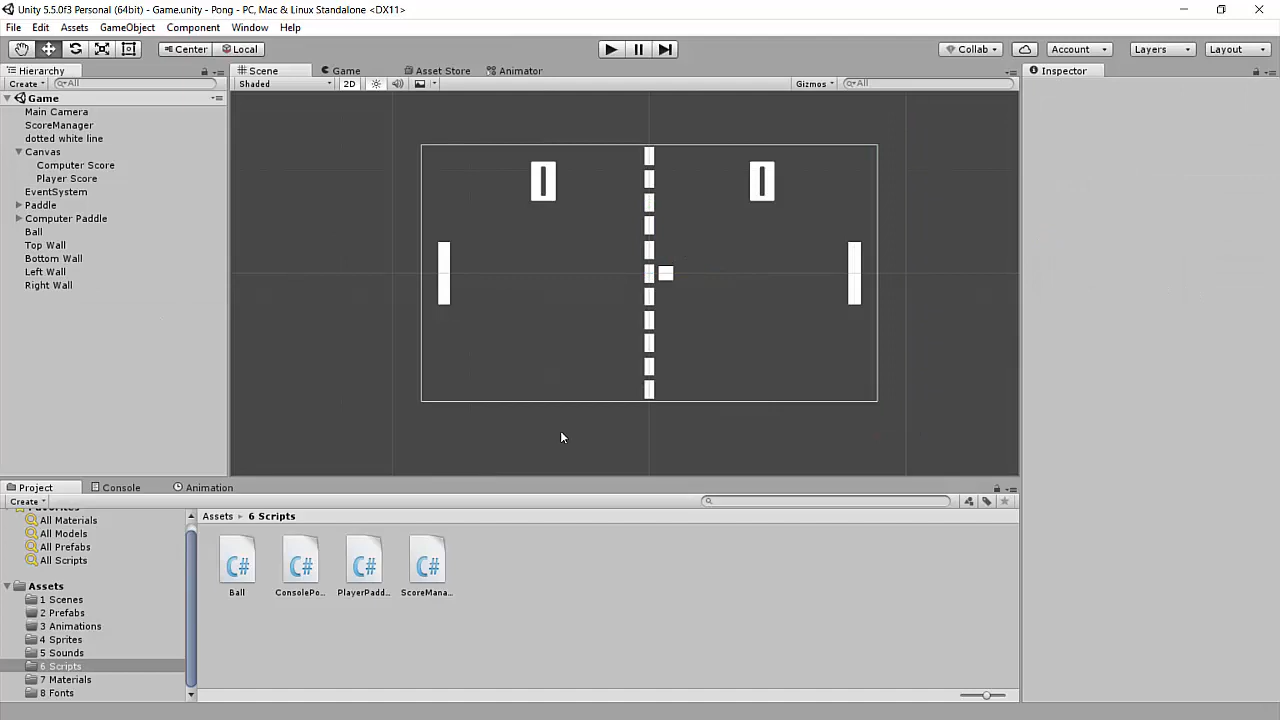 Unity 5.5.0f3 Personal (64bit) - Game.unity - Pong - PC, Mac & Linux Standalone <DX11>
File Edit Assets GameObject Component Window Help
Center Local Collab Account Layers Layout
Hierarchy Scene Game Asset Store Animator Inspector
Create All Shaded 2D Gizmos All
Game
Main Camera
ScoreManager
dotted white line
Canvas
Computer Score
Player Score
EventSystem
Paddle
Computer Paddle
Ball
Top Wall
Bottom Wall
Left Wall
Right Wall
0 0
Project Console Animation
Create
Favorites
All Materials
All Models
All Prefabs
All Scripts
Assets
1 Scenes
2 Prefabs
3 Animations
4 Sprites
5 Sounds
6 Scripts
7 Materials
8 Fonts
Assets 6 Scripts
C# C# C# C#
Ball ConsolePo... PlayerPadd... ScoreMana...